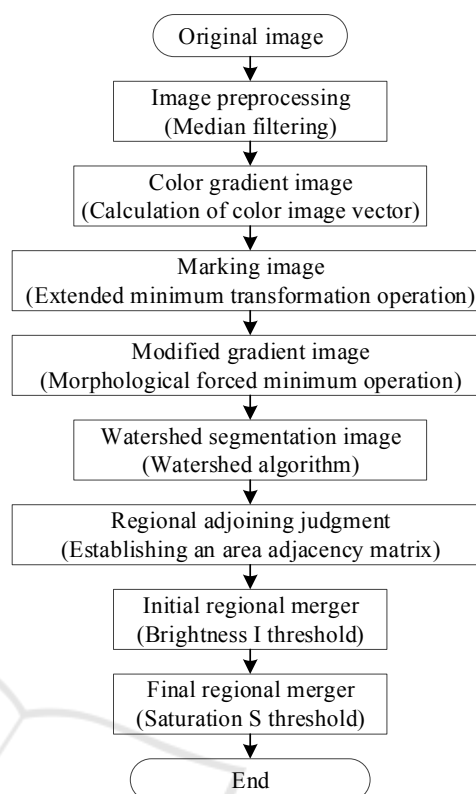 Original image
Image preprocessing
(Median filtering)
Color gradient image
(Calculation of color image vector)
Marking image
(Extended minimum transformation operation)
Modified gradient image
(Morphological forced minimum operation)
Watershed segmentation image
(Watershed algorithm)
Regional adjoining judgment
(Establishing an area adjacency matrix)
Initial regional merger
(Brightness I threshold)
Final regional merger
(Saturation S threshold)
End